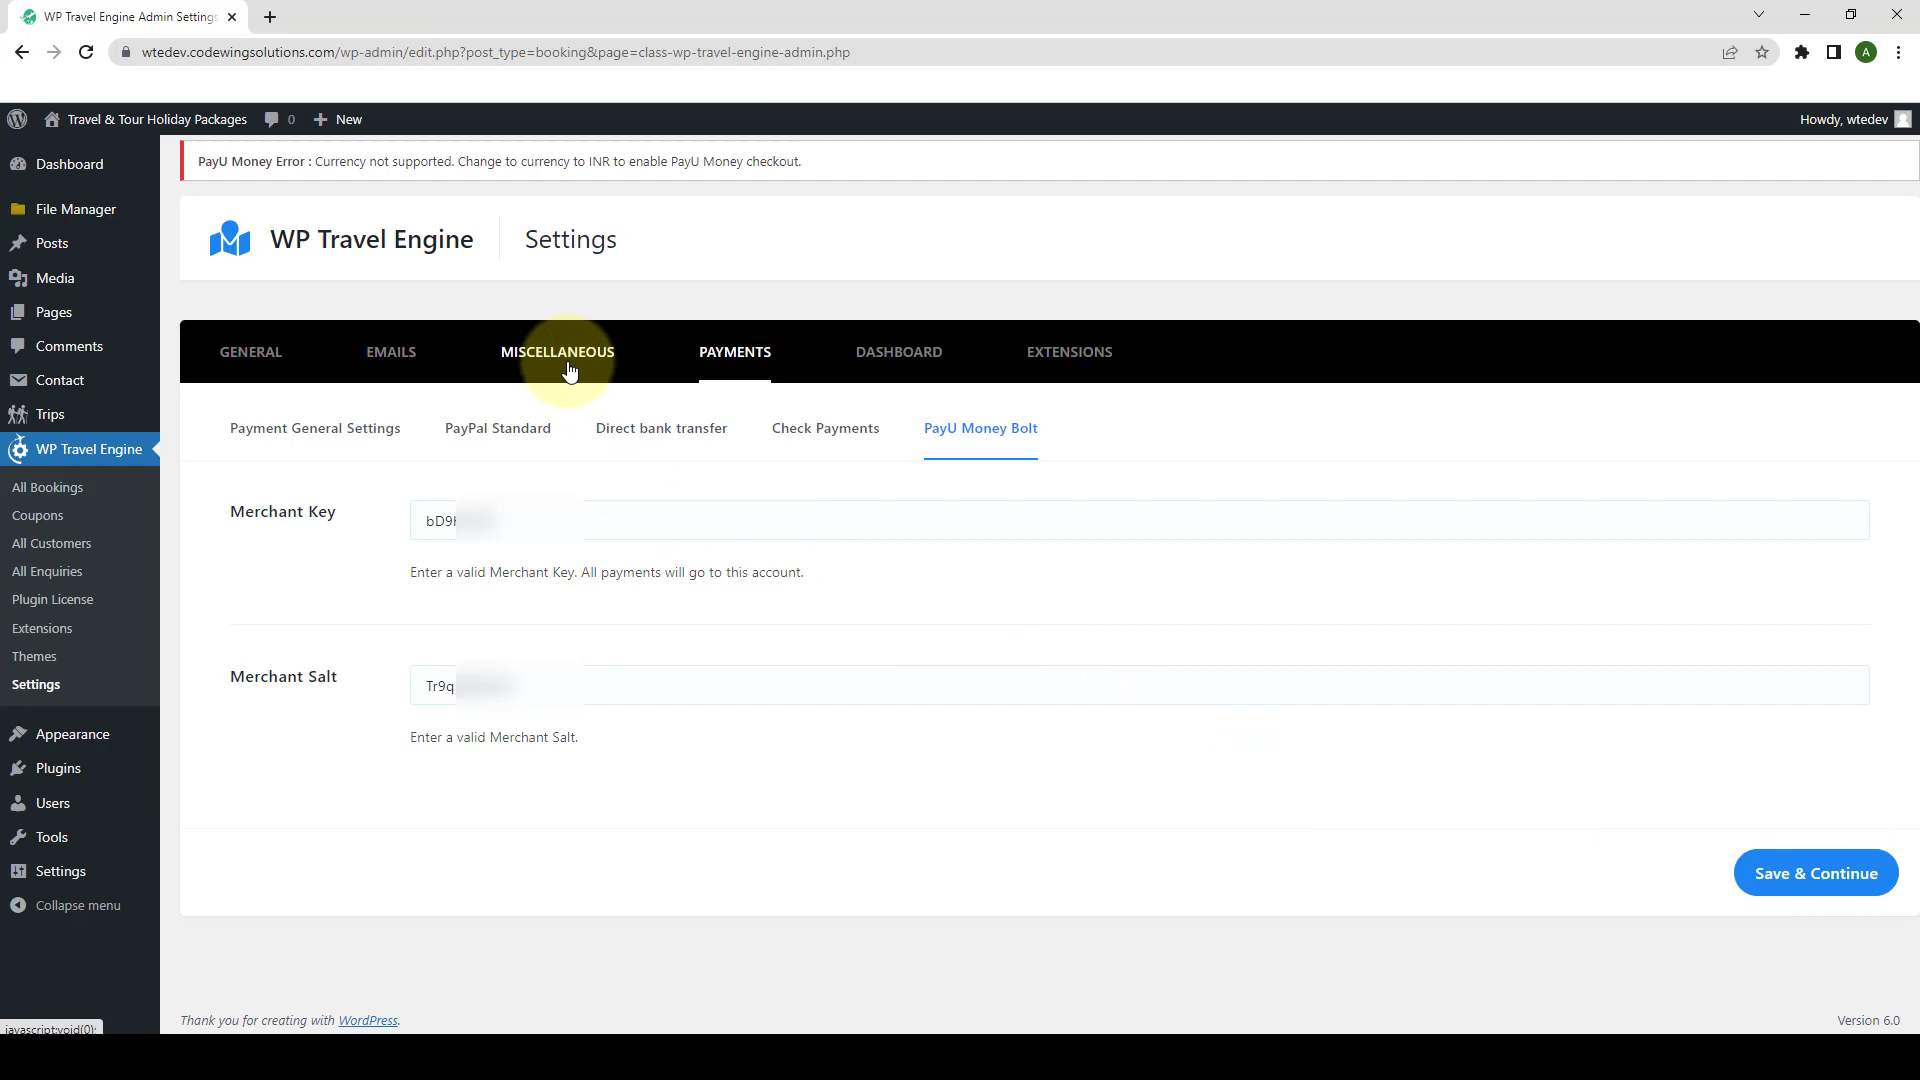 WP Travel Engine Admin Settings
wtedev.codewingsolutions.com/wp-admin/edit.php?post_type=booking&page=class-wp-travel-engine-admin.php
A
Travel & Tour Holiday Packages
0
New
Howdy, wtedev
Dashboard
File Manager
Posts
Media
Pages
Comments
Contact
Trips
WP Travel Engine
All Bookings
Coupons
All Customers
All Enquiries
Plugin License
Extensions
Themes
Settings
Appearance
Plugins
Users
Tools
Settings
Collapse menu
javascript:void(0);
PayU Money Error : Currency not supported. Change to currency to INR to enable PayU Money checkout.
WP Travel Engine
Settings
GENERAL EMAILS MISCELLANEOUS PAYMENTS DASHBOARD EXTENSIONS
Payment General Settings PayPal Standard Direct bank transfer Check Payments PayU Money Bolt
Merchant Key
Enter a valid Merchant Key. All payments will go to this account.
Merchant Salt
Tr9q
Enter a valid Merchant Salt.
Save & Continue
Thank you for creating with WordPress.
Version 6.0